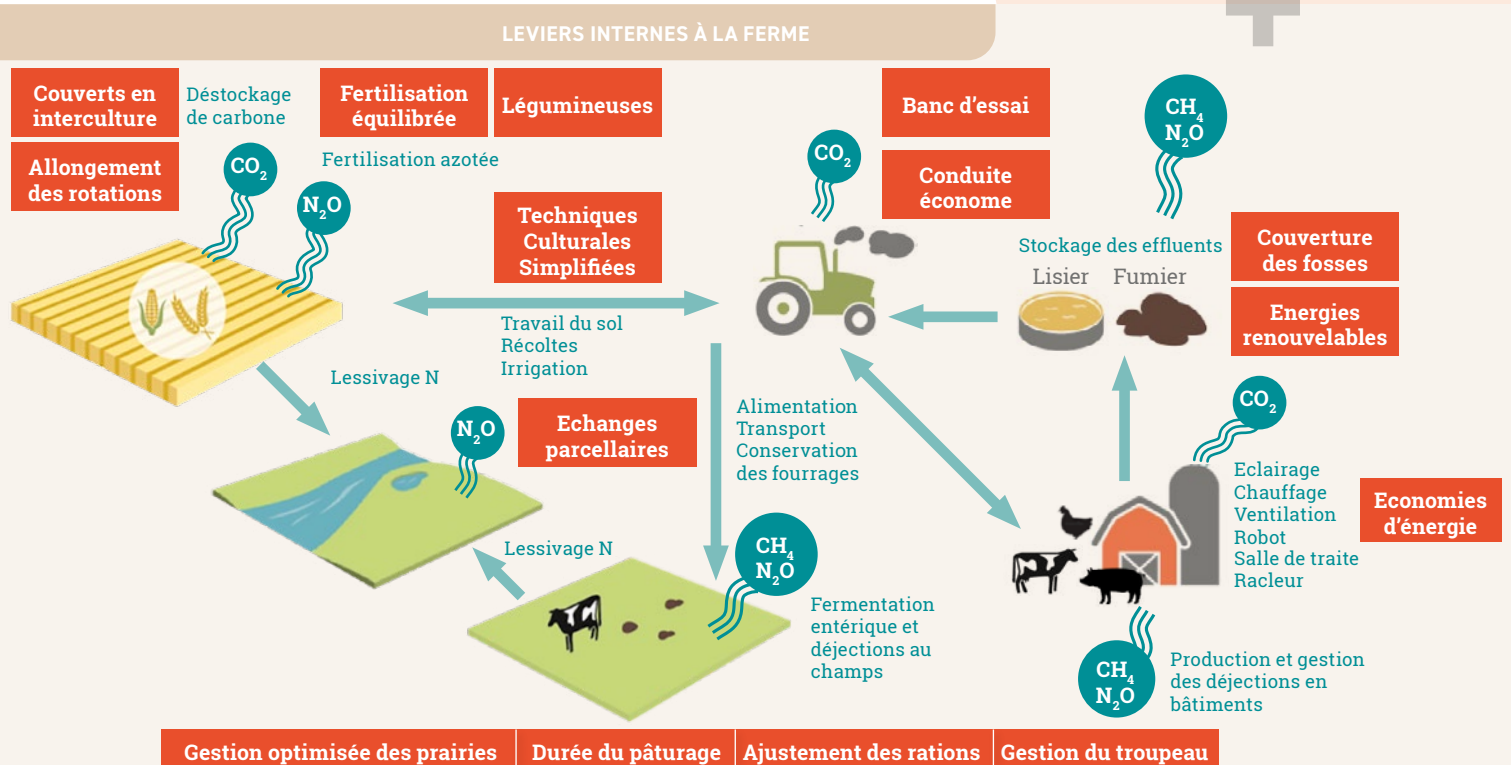 LEVIERS INTERNES À LA FERME
Couverts en
interculture
Déstockage
de carbone
Fertilisation
équilibrée
Légumineuses
Banc d'essai
CH₄
N₂O
Allongement
des rotations
CO₂
Fertilisation azotée
N₂O
CO₂
Conduite
économe
Techniques
Culturales
Simplifiées
Stockage des effluents
Lisier Fumier
Couverture
des fosses
Energies
renouvelables
Travail du sol
Récoltes
Irrigation
Lessivage N
N₂O
Echanges
parcellaires
Alimentation
Transport
Conservation
des fourrages
CO₂
Eclairage
Chauffage
Ventilation
Robot
Salle de traite
Racleur
Economies
d'énergie
Lessivage N
CH₄
N₂O
Fermentation
entérique et
déjections au
champs
CH₄
N₂O
Production et gestion
des déjections en
bâtiments
Gestion optimisée des prairies
Durée du pâturage
Ajustement des rations
Gestion du troupeau